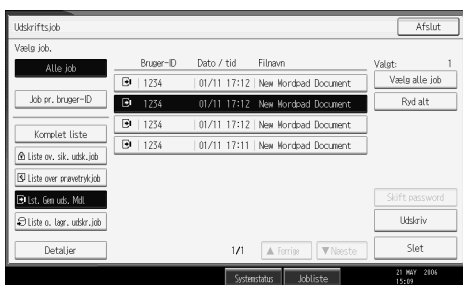 Udskriftsjob
Afslut
Vælg job.
Alle job
Bruger-ID
Dato / tid
Filnavn
Valgt: 1
1234 01/11 17:12 New Wordpad Document
Vælg alle job
Job pr. bruger-ID
1234 01/11 17:12 New Wordpad Document
Ryd alt
1234 01/11 17:12 New Wordpad Document
Komplet liste
1234 01/11 17:11 New Wordpad Document
Liste ov. sik. udsk.job
Liste over prøvetrykjob
Lst. Gem uds. Mdl
Skift password
Liste o. lagr. udskr.job
Udskriv
Detaljer
1/1
▲ Forrige
▼ Næste
Slet
Systemstatus
Jobliste
21 MAY 2006
15:09